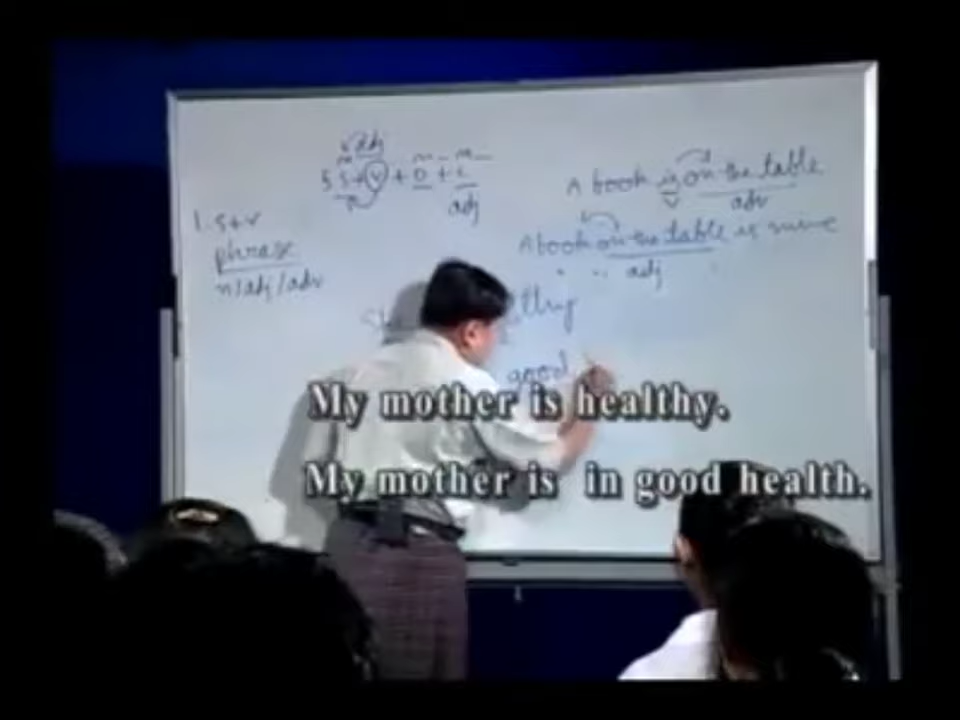 adj
S + V + O + C
adj
1. S+V
phrase
n/adj/adv
A book is on the table
V adv
A book on the table is mine
adj
good
My mother is healthy.
My mother is in good health.